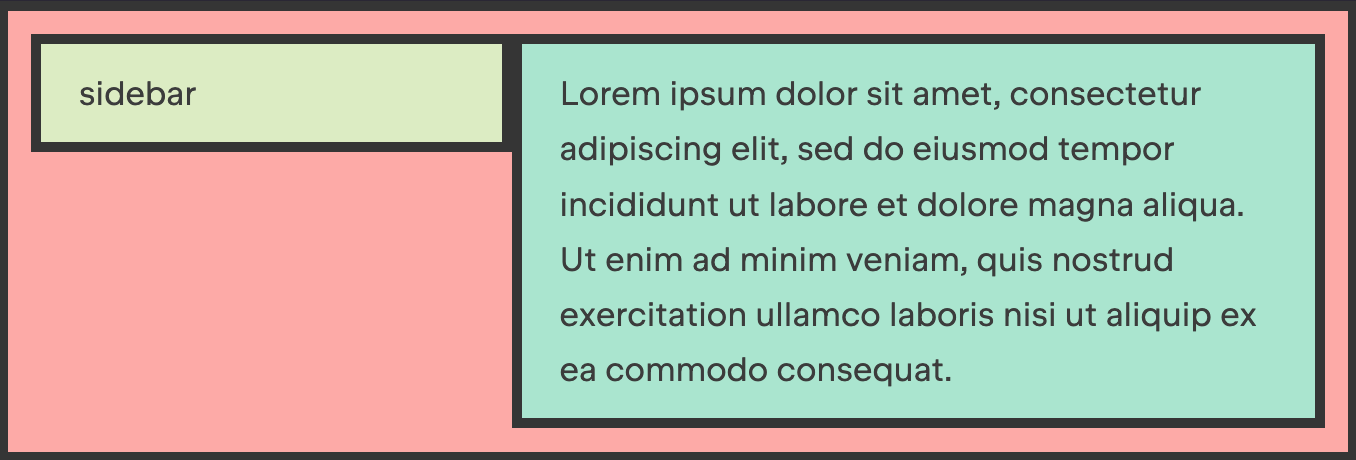 sidebar
Lorem ipsum dolor sit amet, consectetur
adipiscing elit, sed do eiusmod tempor
incididunt ut labore et dolore magna aliqua.
Ut enim ad minim veniam, quis nostrud
exercitation ullamco laboris nisi ut aliquip ex
ea commodo consequat.